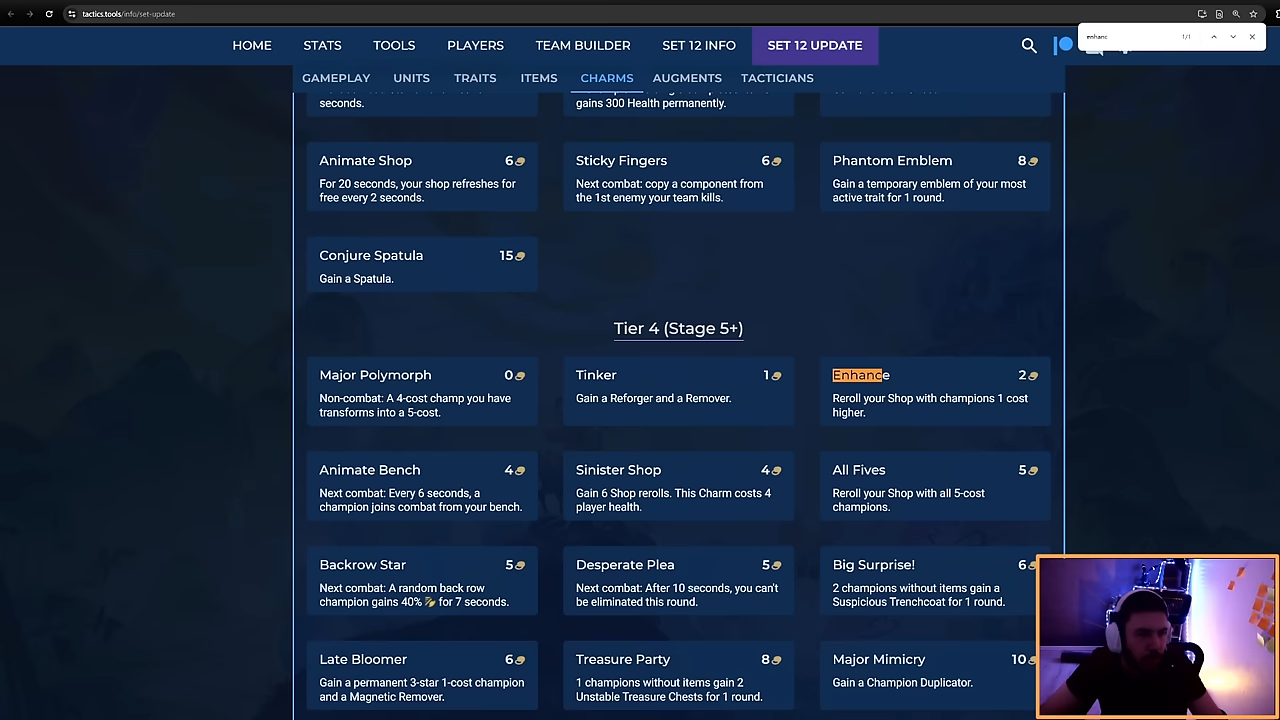 tactics.tools/info/set-update
enhanc
1/1
HOME
STATS
TOOLS
PLAYERS
TEAM BUILDER
SET 12 INFO
SET 12 UPDATE
GAMEPLAY
UNITS
TRAITS
ITEMS
CHARMS
AUGMENTS
TACTICIANS
seconds.
gains 300 Health permanently.
Animate Shop 6
For 20 seconds, your shop refreshes for
free every 2 seconds.
Sticky Fingers 6
Next combat: copy a component from
the 1st enemy your team kills.
Phantom Emblem 8
Gain a temporary emblem of your most
active trait for 1 round.
Conjure Spatula 15
Gain a Spatula.
Tier 4 (Stage 5+)
Major Polymorph 0
Non-combat: A 4-cost champ you have
transforms into a 5-cost.
Tinker 1
Gain a Reforger and a Remover.
Enhance 2
Reroll your Shop with champions 1 cost
higher.
Animate Bench 4
Next combat: Every 6 seconds, a
champion joins combat from your bench.
Sinister Shop 4
Gain 6 Shop rerolls. This Charm costs 4
player health.
All Fives 5
Reroll your Shop with all 5-cost
champions.
Backrow Star 5
Next combat: A random back row
champion gains 40% for 7 seconds.
Desperate Plea 5
Next combat: After 10 seconds, you can't
be eliminated this round.
Big Surprise! 6
2 champions without items gain a
Suspicious Trenchcoat for 1 round.
Late Bloomer 6
Gain a permanent 3-star 1-cost champion
and a Magnetic Remover.
Treasure Party 8
1 champions without items gain 2
Unstable Treasure Chests for 1 round.
Major Mimicry 10
Gain a Champion Duplicator.